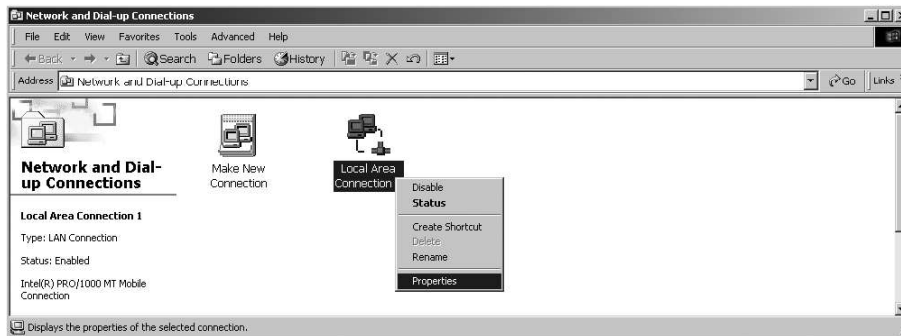 Network and Dial-up Connections
File Edit View Favorites Tools Advanced Help
Back Search Folders History
Address Network and Dial-up Connections Go Links
Network and Dial-
up Connections
Local Area Connection 1
Type: LAN Connection
Status: Enabled
Intel(R) PRO/1000 MT Mobile
Connection
Make New
Connection
Local Area
Connection
Disable
Status
Create Shortcut
Delete
Rename
Properties
Displays the properties of the selected connection.